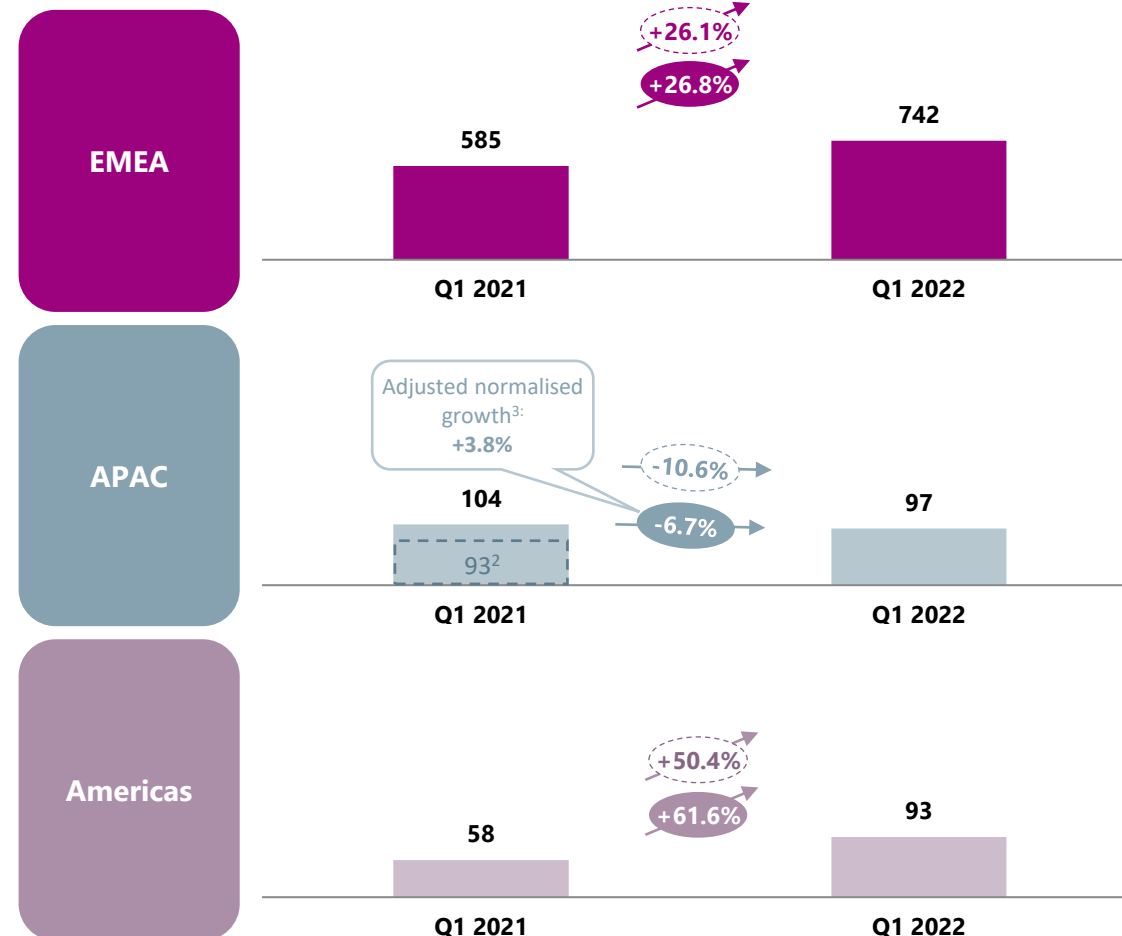 EMEA
+26.1%
+26.8%
585
742
Q1 2021
Q1 2022
APAC
Adjusted normalised
growth³:
+3.8%
-10.6%
-6.7%
104
97
93²
Q1 2021
Q1 2022
Americas
+50.4%
+61.6%
58
93
Q1 2021
Q1 2022